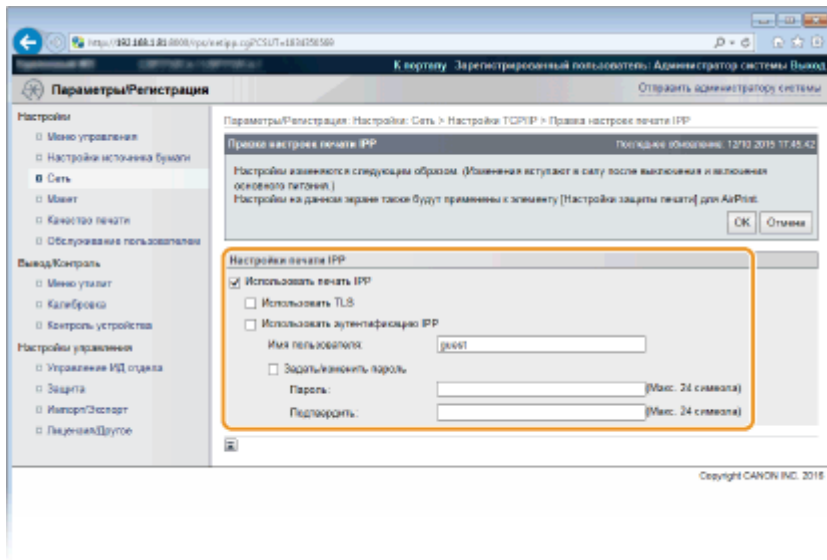 К порталу Зарегистрированный пользователь: Администратор системы Выход
Параметры/Регистрация
Отправить администратору системы
Настройки
Меню управления
Настройки источника бумаги
Сеть
Макет
Качество печати
Обслуживание пользователем
Вывод/Контроль
Меню утилит
Калибровка
Контроль устройства
Настройки управления
Управление ИД отдела
Защита
Импорт/Экспорт
Лицензия/Другое
Параметры/Регистрация: Настройки: Сеть > Настройки TCP/IP > Правка настроек печати IPP
Правка настроек печати IPP
Последнее обновление: 12/10 2015 17:45:42
Настройки изменяются следующим образом. (Изменения вступают в силу после выключения и включения
основного питания.)
Настройки на данном экране также будут применены к элементу [Настройки защиты печати] для AirPrint.
OK Отмена
Настройки печати IPP
Использовать печать IPP
Использовать TLS
Использовать аутентификацию IPP
Имя пользователя: guest
Задать/изменить пароль
Пароль: (Макс. 24 символа)
Подтвердить: (Макс. 24 символа)
Copyright CANON INC. 2015